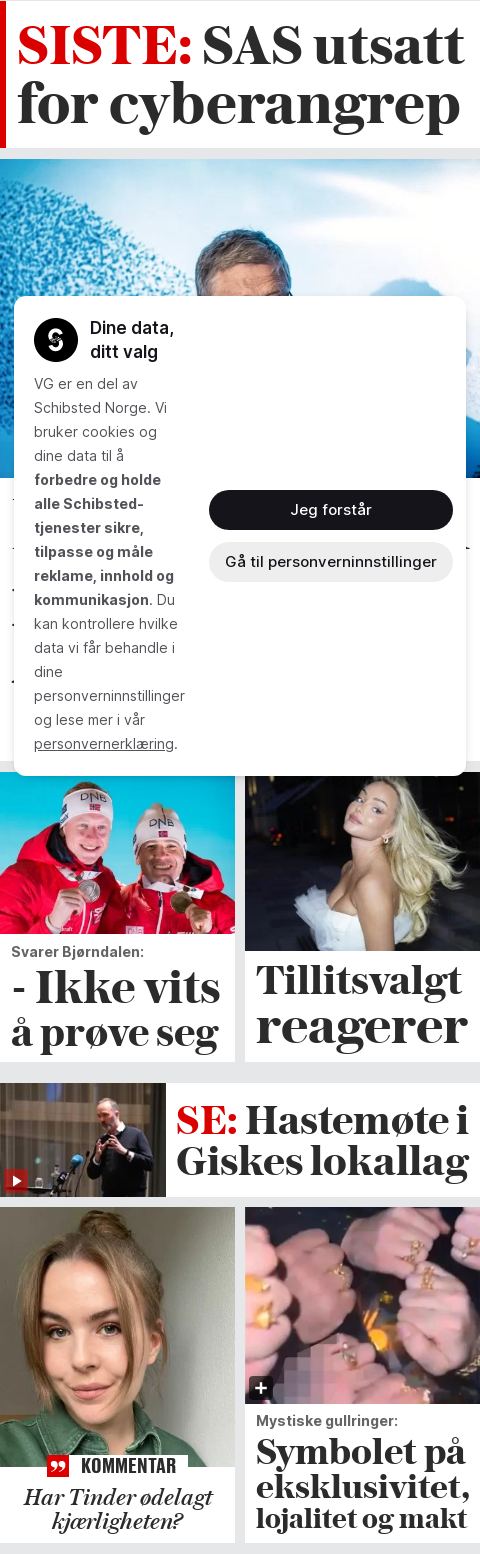 SISTE: SAS utsatt
for cyberangrep
Dine data,
ditt valg
VG er en del av
Schibsted Norge. Vi
bruker cookies og
dine data til å
forbedre og holde
alle Schibsted-
tjenester sikre,
tilpasse og måle
reklame, innhold og
kommunikasjon. Du
kan kontrollere hvilke
data vi får behandle i
dine
personverninnstillinger
og lese mer i vår
personvernerklæring.
Jeg forstår
Gå til personverninnstillinger
DNB
DNB
Svarer Bjørndalen:
- Ikke vits
å prøve seg
Tillitsvalgt
reagerer
SE: Hastemøte i
Giskes lokallag
KOMMENTAR
Har Tinder ødelagt
kjærligheten?
Mystiske gullringer:
Symbolet på
eksklusivitet,
lojalitet og makt